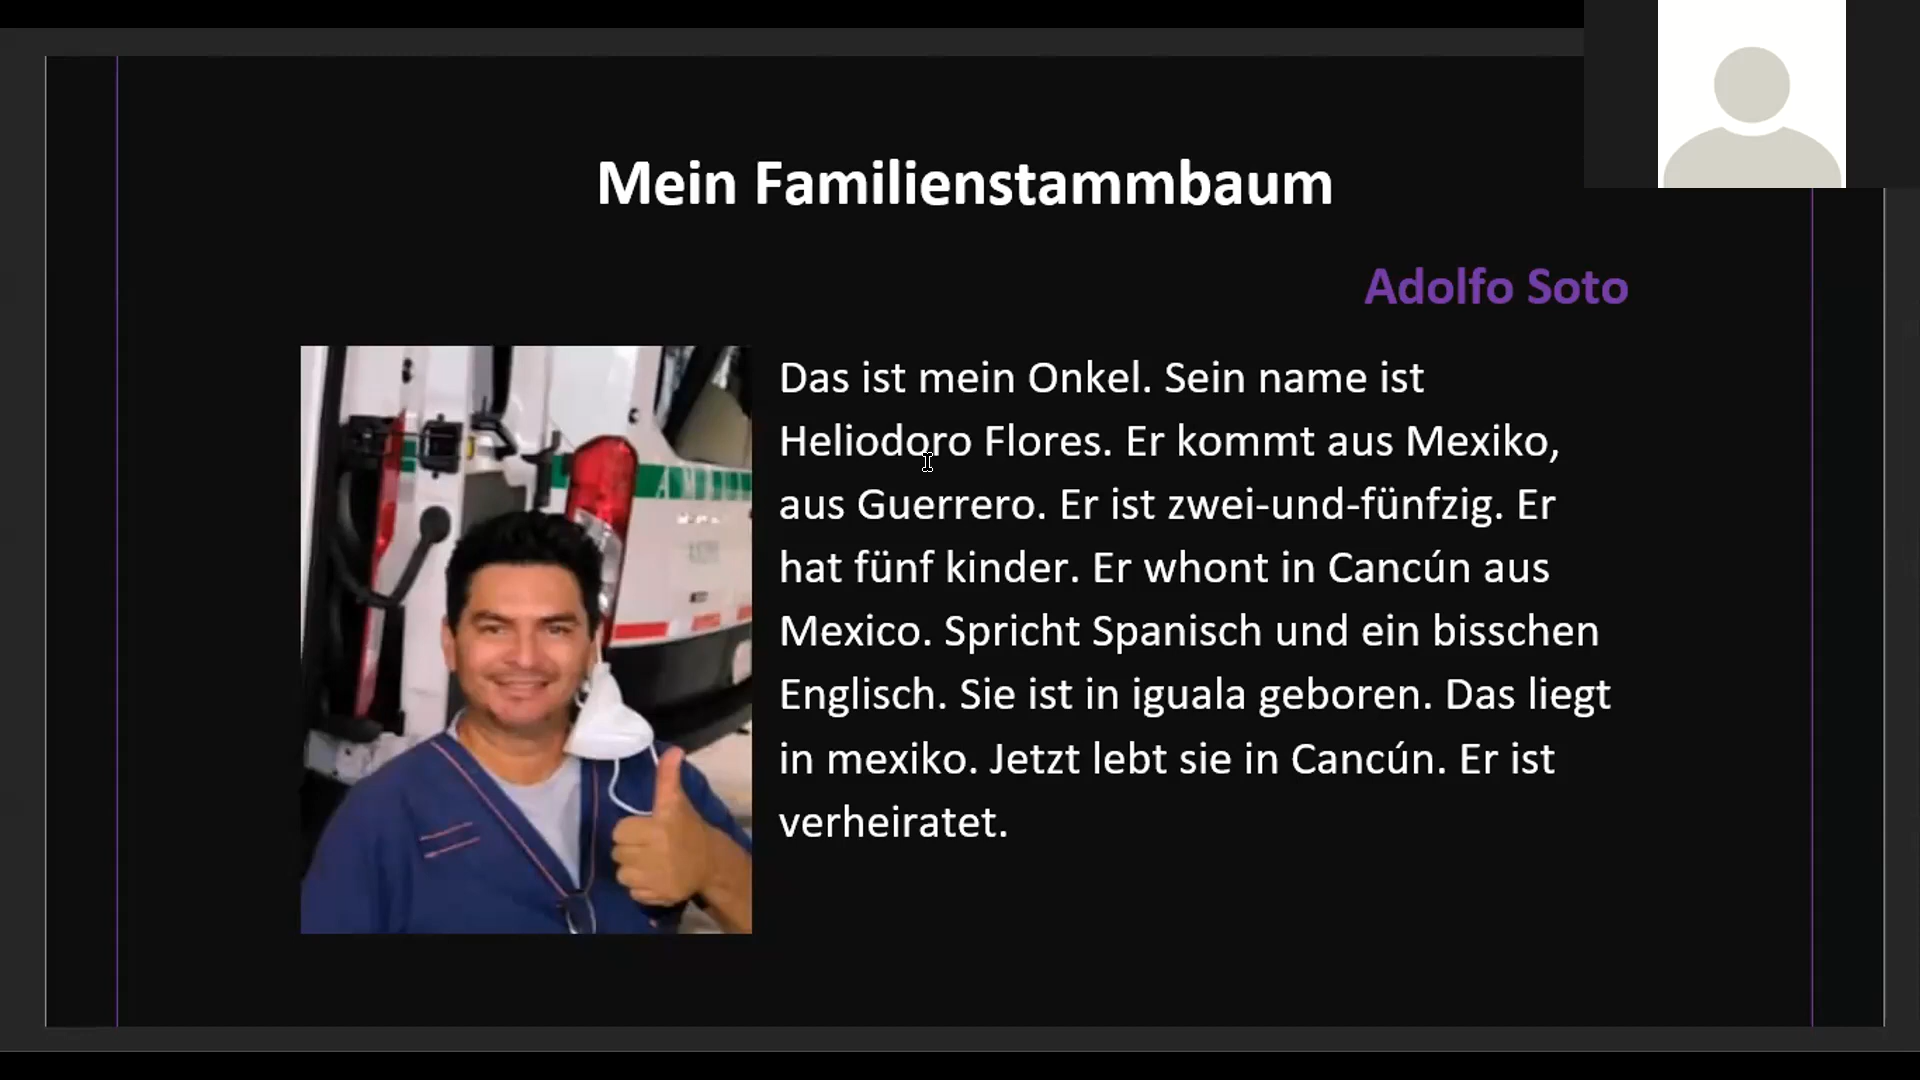 Mein Familienstammbaum
Adolfo Soto
Das ist mein Onkel. Sein name ist
Heliodoro Flores. Er kommt aus Mexiko,
aus Guerrero. Er ist zwei-und-fünfzig. Er
hat fünf kinder. Er whont in Cancún aus
Mexico. Spricht Spanisch und ein bisschen
Englisch. Sie ist in iguala geboren. Das liegt
in mexiko. Jetzt lebt sie in Cancún. Er ist
verheiratet.